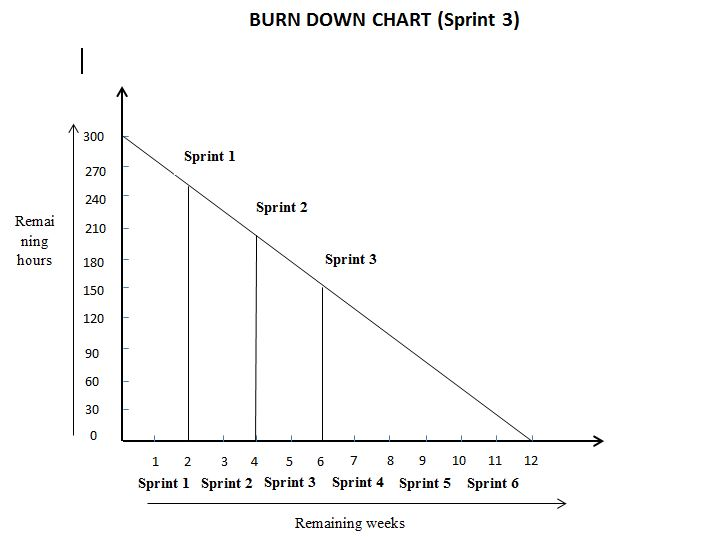 BURN DOWN CHART (Sprint 3)
300
270
240
210
180
150
120
90
60
30
0
Remai
ning
hours
Sprint 1
Sprint 2
Sprint 3
1 2 3 4 5 6 7 8 9 10 11 12
Sprint 1 Sprint 2 Sprint 3 Sprint 4 Sprint 5 Sprint 6
Remaining weeks